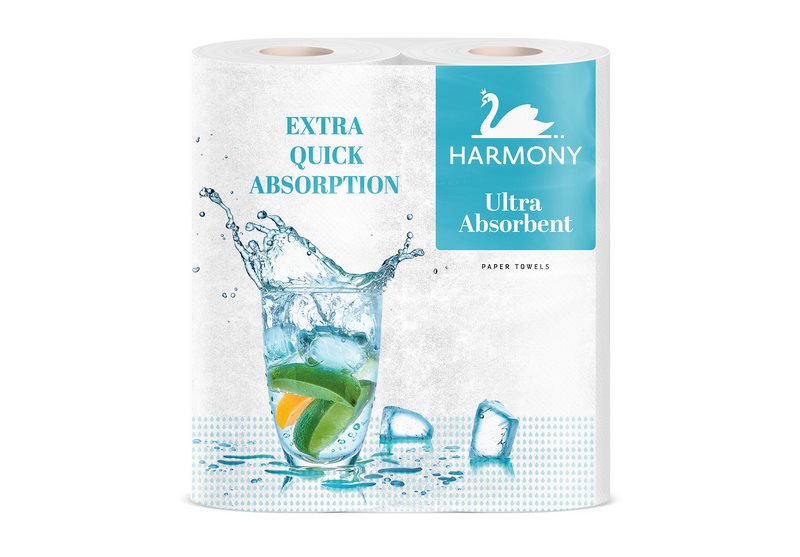 EXTRA
QUICK
ABSORPTION
HARMONY
Ultra
Absorbent
PAPER TOWELS